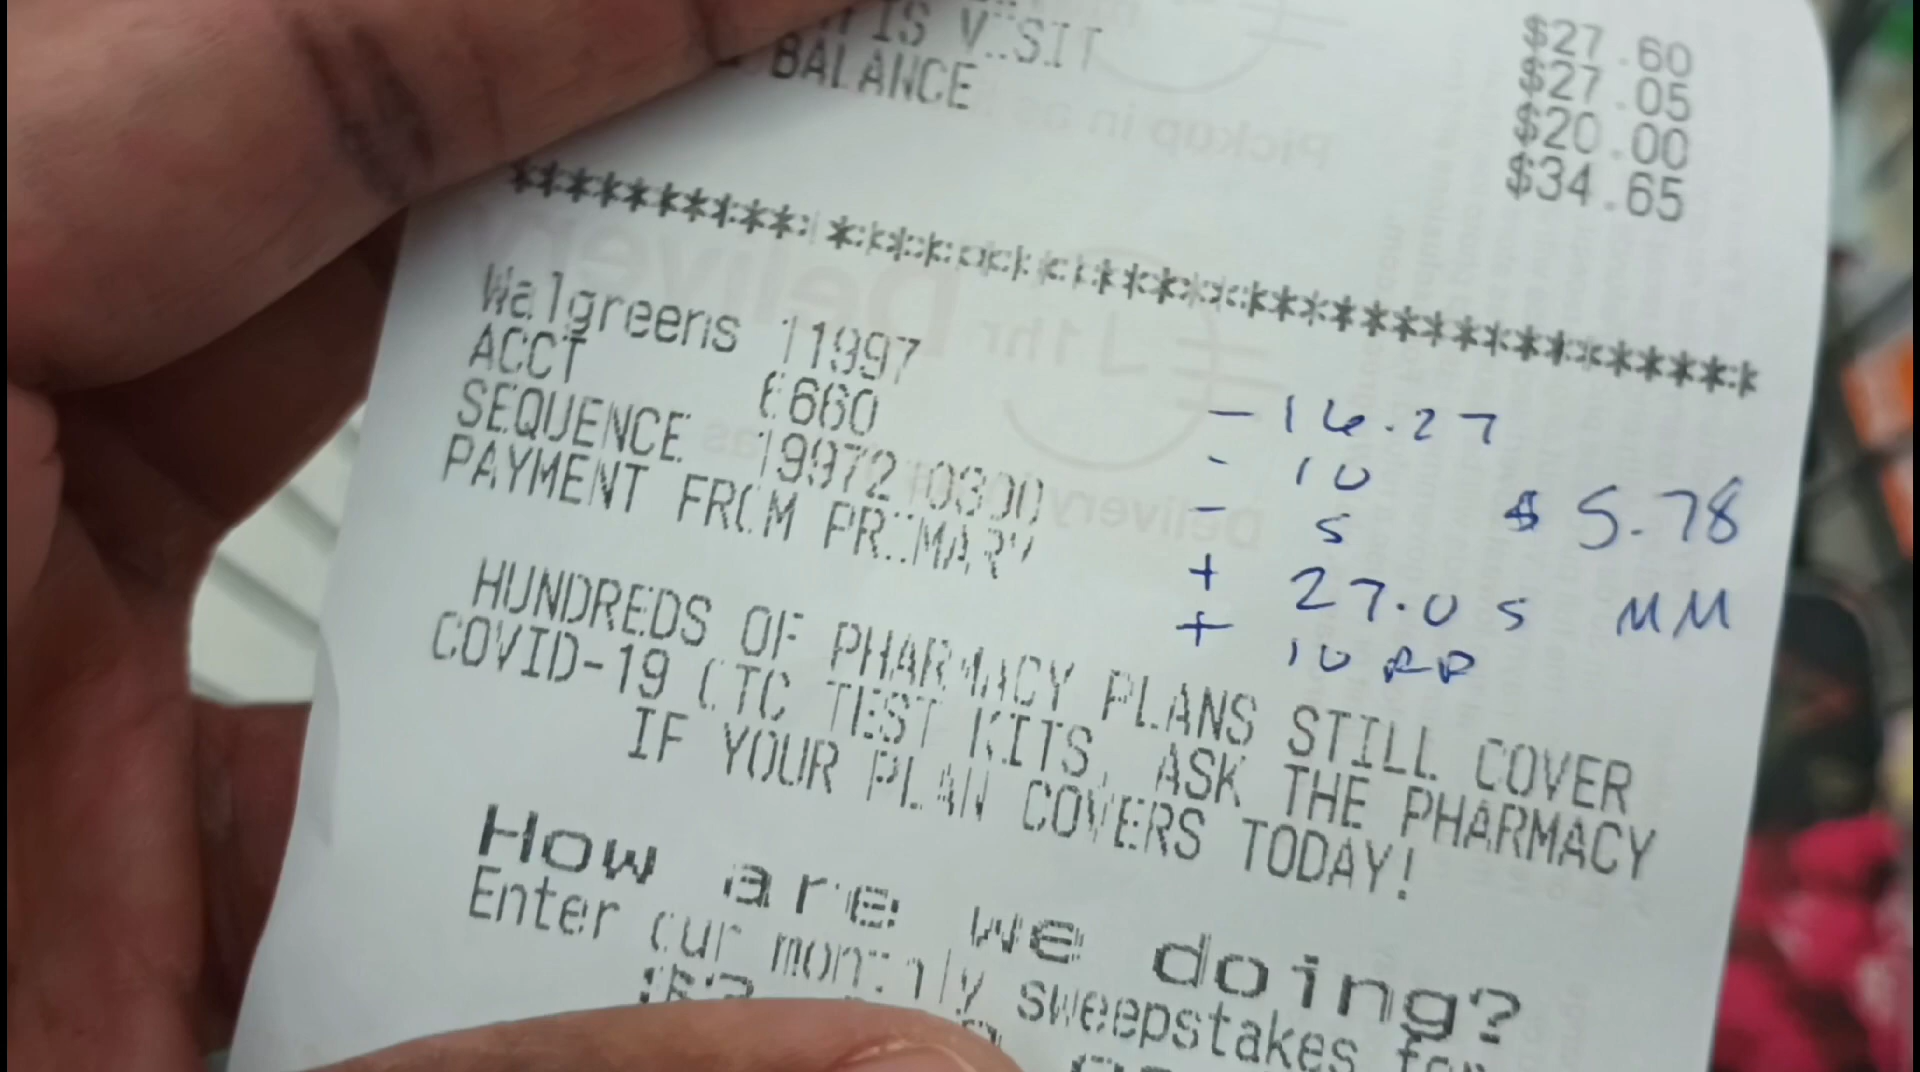 $27.60
VISIT $27.05
$20.00
BALANCE $34.65
******************************************
Walgreens 11997
ACCT 6660
SEQUENCE
PAYMENT FROM PRIMARY
- 16.27
- 10
- 5 $5.78
+ 27.05 MM
+ 10 RR
HUNDREDS OF PHARMACY PLANS STILL COVER
COVID-19 OTC TEST KITS, ASK THE PHARMACY
IF YOUR PLAN COVERS TODAY!
How are we doing?
Enter our monthly sweepstakes for